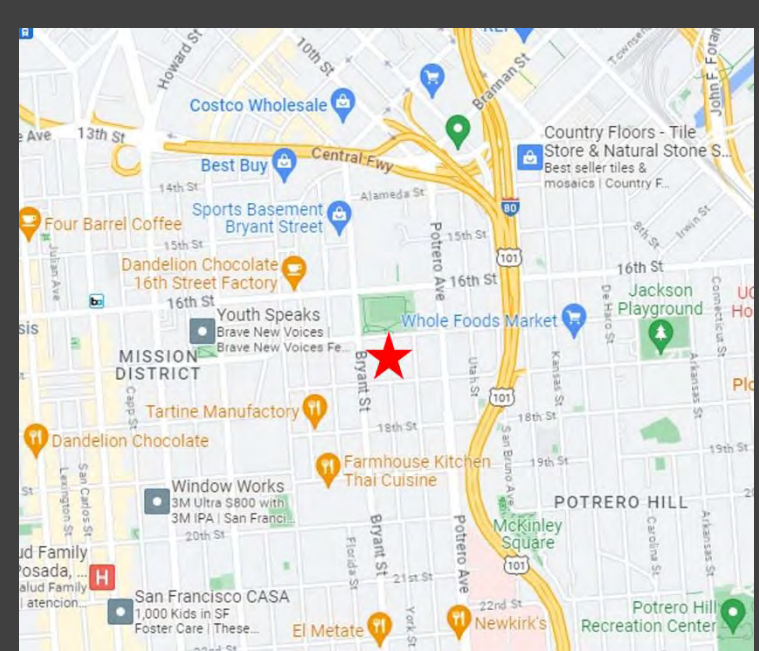 Howard St
10th St
Brannan St
Townsen
John F Foran
Costco Wholesale
e Ave
13th St
Central Fwy
Best Buy
Country Floors - Tile
Store & Natural Stone S...
Best seller tiles &
mosaics | Country F...
14th St
Alameda St
80
Sports Basement
Bryant Street
Four Barrel Coffee
15th St
15th St
Potrero Ave
8th St
Irwin St
101
Julian Ave
Dandelion Chocolate
16th Street Factory
16th St
16th St
16th St
De Haro St
Connecticut St
Jackson
Playground
Youth Speaks
Brave New Voices |
Brave New Voices Fe...
Whole Foods Market
sis
MISSION
DISTRICT
Bryant St
Utah St
Kansas St
Arkansas St
Capp St
101
Tartine Manufactory
18th St
18th St
Dandelion Chocolate
San Bruno Ave
19th St
19th St
Farmhouse Kitchen
Thai Cuisine
Lexington St
San Carlos St
Window Works
3M Ultra S800 with
3M IPA | San Franci...
POTRERO HILL
20th St
McKinley
Square
Carolina St
Arkansas St
Florida St
Bryant St
Potrero Ave
101
ud Family
Posada, ...
alud Family
| atencion...
H
21st St
San Francisco CASA
1,000 Kids in SF
Foster Care | These...
22nd St
York St
El Metate
Newkirk's
Potrero Hill
Recreation Center